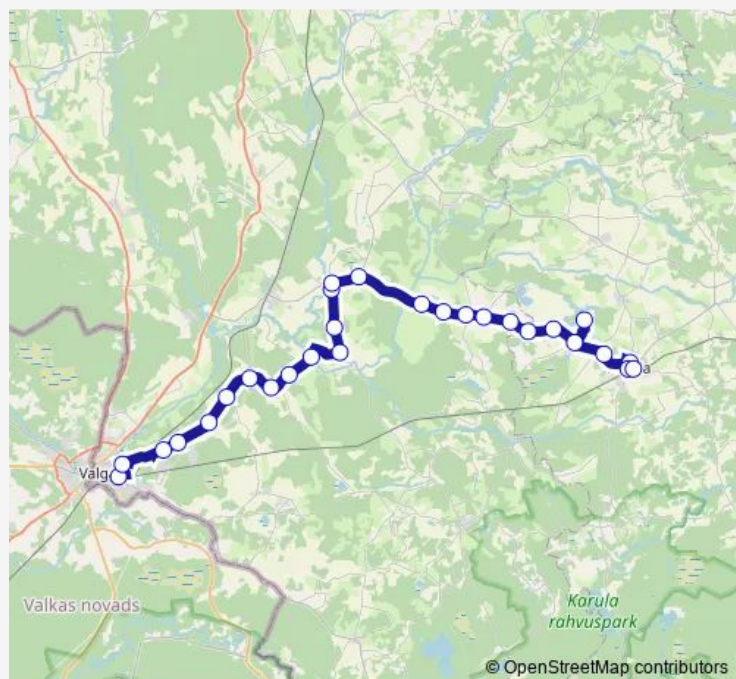 Valg
a
Valkas novads
Karula
rahvuspark
© OpenStreetMap contributors